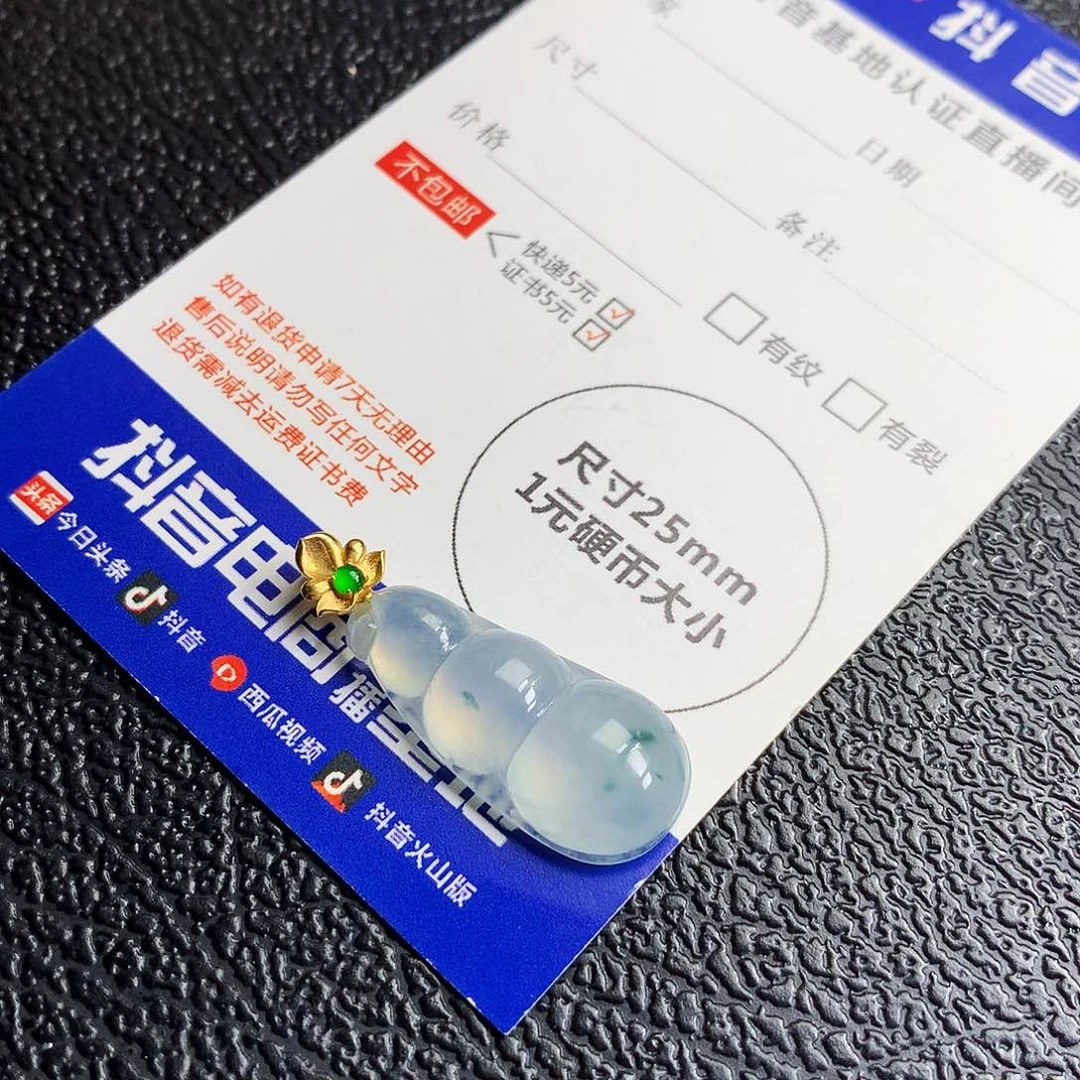 抖音
音基地认证直播间
尺寸
日期
价格
备注
不包邮
快递5元
证书5元
有纹
有裂
如有退货申请7天无理由
售后说明请勿写任何文字
退货需减去运费证书费
尺寸25mm
1元硬币大小
抖音电商
头条
今日头条
抖音
西瓜视频
抖音火山版